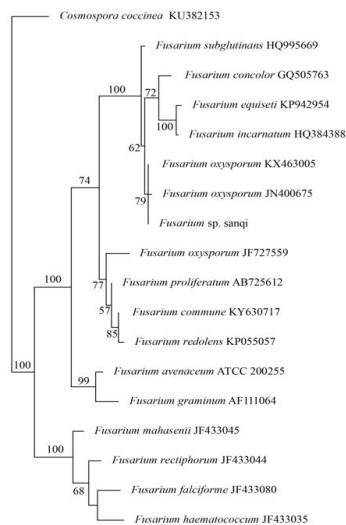 Cosmospora coccinea KU382153
Fusarium subglutinans HQ995669
100
72
Fusarium concolor GQ505763
Fusarium equiseti KP942954
100
Fusarium incarnatum HQ384388
62
Fusarium oxysporum KX463005
74
Fusarium oxysporum JN400675
79
Fusarium sp. sanqi
Fusarium oxysporum JF727559
100
77
Fusarium proliferatum AB725612
57
Fusarium commune KY630717
85
Fusarium redolens KP055057
100
Fusarium avenaceum ATCC 200255
99
Fusarium graminum AF111064
Fusarium mahasenii JF433045
100
Fusarium rectiphorum JF433044
68
Fusarium falciforme JF433080
Fusarium haematococcum JF433035